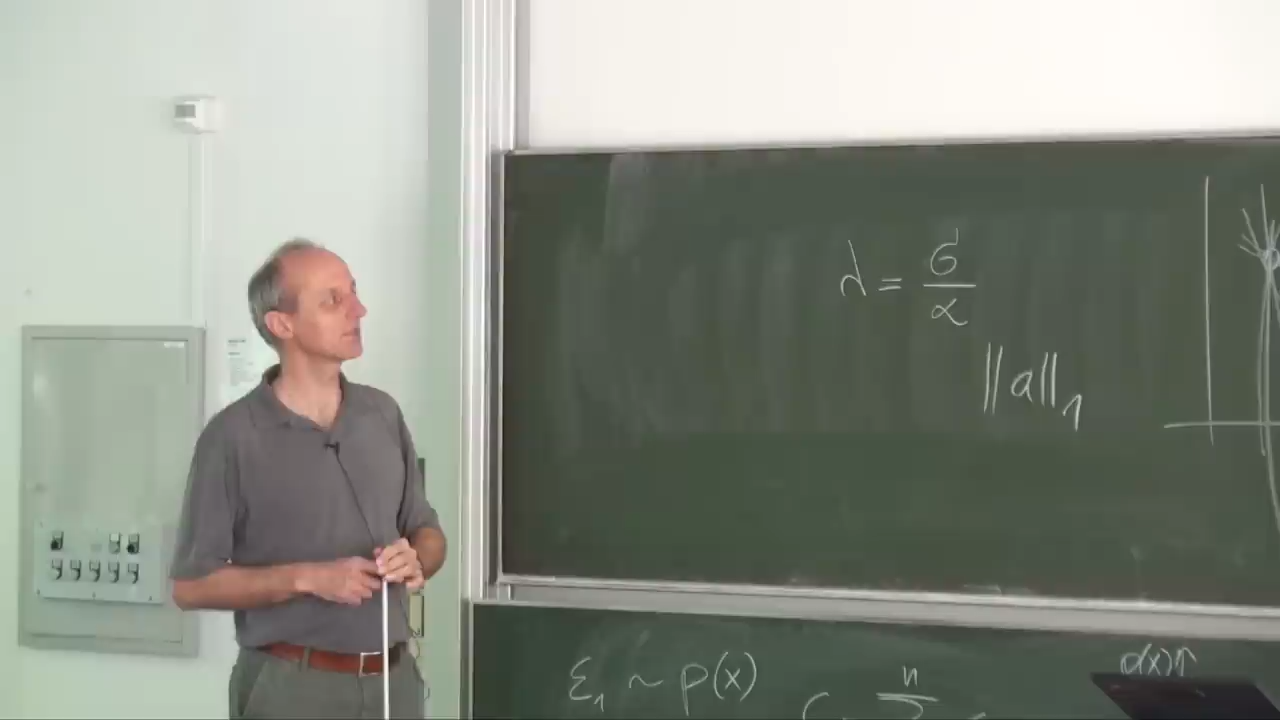 λ = σ/α
||a||₁
ε₁ ~ p(x)
n
Σ